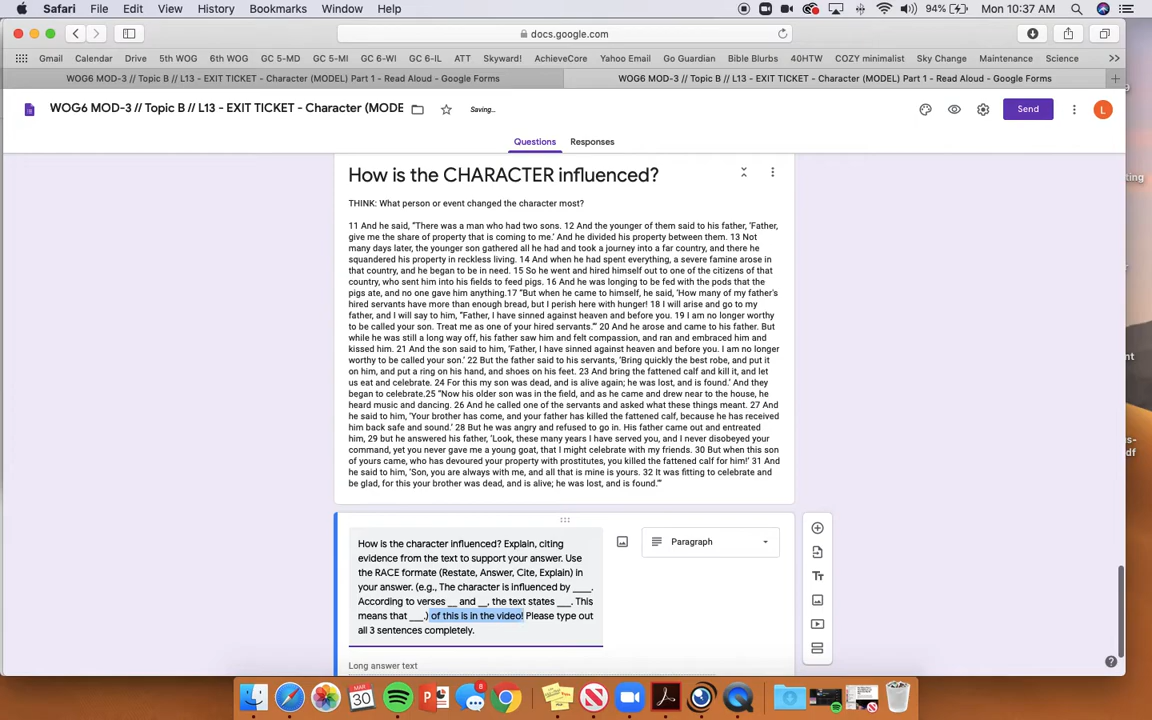 Safari File Edit View History Bookmarks Window Help 94% Mon 10:37 AM
docs.google.com
Gmail Calendar Drive 5th WOG 6th WOG GC 5-MD GC 5-MI GC 6-WI GC 6-IL ATT Skyward! AchieveCore Yahoo Email Go Guardian Bible Blurbs 40HTW COZY minimalist Sky Change Maintenance Science
WOG6 MOD-3 // Topic B // L13 - EXIT TICKET - Character (MODEL) Part 1 - Read Aloud - Google Forms WOG6 MOD-3 // Topic B // L13 - EXIT TICKET - Character (MODEL) Part 1 - Read Aloud - Google Forms
WOG6 MOD-3 // Topic B // L13 - EXIT TICKET - Character (MODE Saving... Send L
Questions Responses
How is the CHARACTER influenced?
THINK: What person or event changed the character most?
11 And he said, "There was a man who had two sons. 12 And the younger of them said to his father, 'Father,
give me the share of property that is coming to me.' And he divided his property between them. 13 Not
many days later, the younger son gathered all he had and took a journey into a far country, and there he
squandered his property in reckless living. 14 And when he had spent everything, a severe famine arose in
that country, and he began to be in need. 15 So he went and hired himself out to one of the citizens of that
country, who sent him into his fields to feed pigs. 16 And he was longing to be fed with the pods that the
pigs ate, and no one gave him anything.17 "But when he came to himself, he said, 'How many of my father's
hired servants have more than enough bread, but I perish here with hunger! 18 I will arise and go to my
father, and I will say to him, "Father, I have sinned against heaven and before you. 19 I am no longer worthy
to be called your son. Treat me as one of your hired servants."' 20 And he arose and came to his father. But
while he was still a long way off, his father saw him and felt compassion, and ran and embraced him and
kissed him. 21 And the son said to him, 'Father, I have sinned against heaven and before you. I am no longer
worthy to be called your son.' 22 But the father said to his servants, 'Bring quickly the best robe, and put it
on him, and put a ring on his hand, and shoes on his feet. 23 And bring the fattened calf and kill it, and let
us eat and celebrate. 24 For this my son was dead, and is alive again; he was lost, and is found.' And they
began to celebrate.25 "Now his older son was in the field, and as he came and drew near to the house, he
heard music and dancing. 26 And he called one of the servants and asked what these things meant. 27 And
he said to him, 'Your brother has come, and your father has killed the fattened calf, because he has received
him back safe and sound.' 28 But he was angry and refused to go in. His father came out and entreated
him, 29 but he answered his father, 'Look, these many years I have served you, and I never disobeyed your
command, yet you never gave me a young goat, that I might celebrate with my friends. 30 But when this son
of yours came, who has devoured your property with prostitutes, you killed the fattened calf for him!' 31 And
he said to him, 'Son, you are always with me, and all that is mine is yours. 32 It was fitting to celebrate and
be glad, for this your brother was dead, and is alive; he was lost, and is found.'"
How is the character influenced? Explain, citing
evidence from the text to support your answer. Use
the RACE formate (Restate, Answer, Cite, Explain) in
your answer. (e.g., The character is influenced by ____.
According to verses __ and __, the text states ___. This
means that ___.) of this is in the video! Please type out
all 3 sentences completely.
Paragraph
Long answer text
ting
nt
us-
df
MAR
30
8